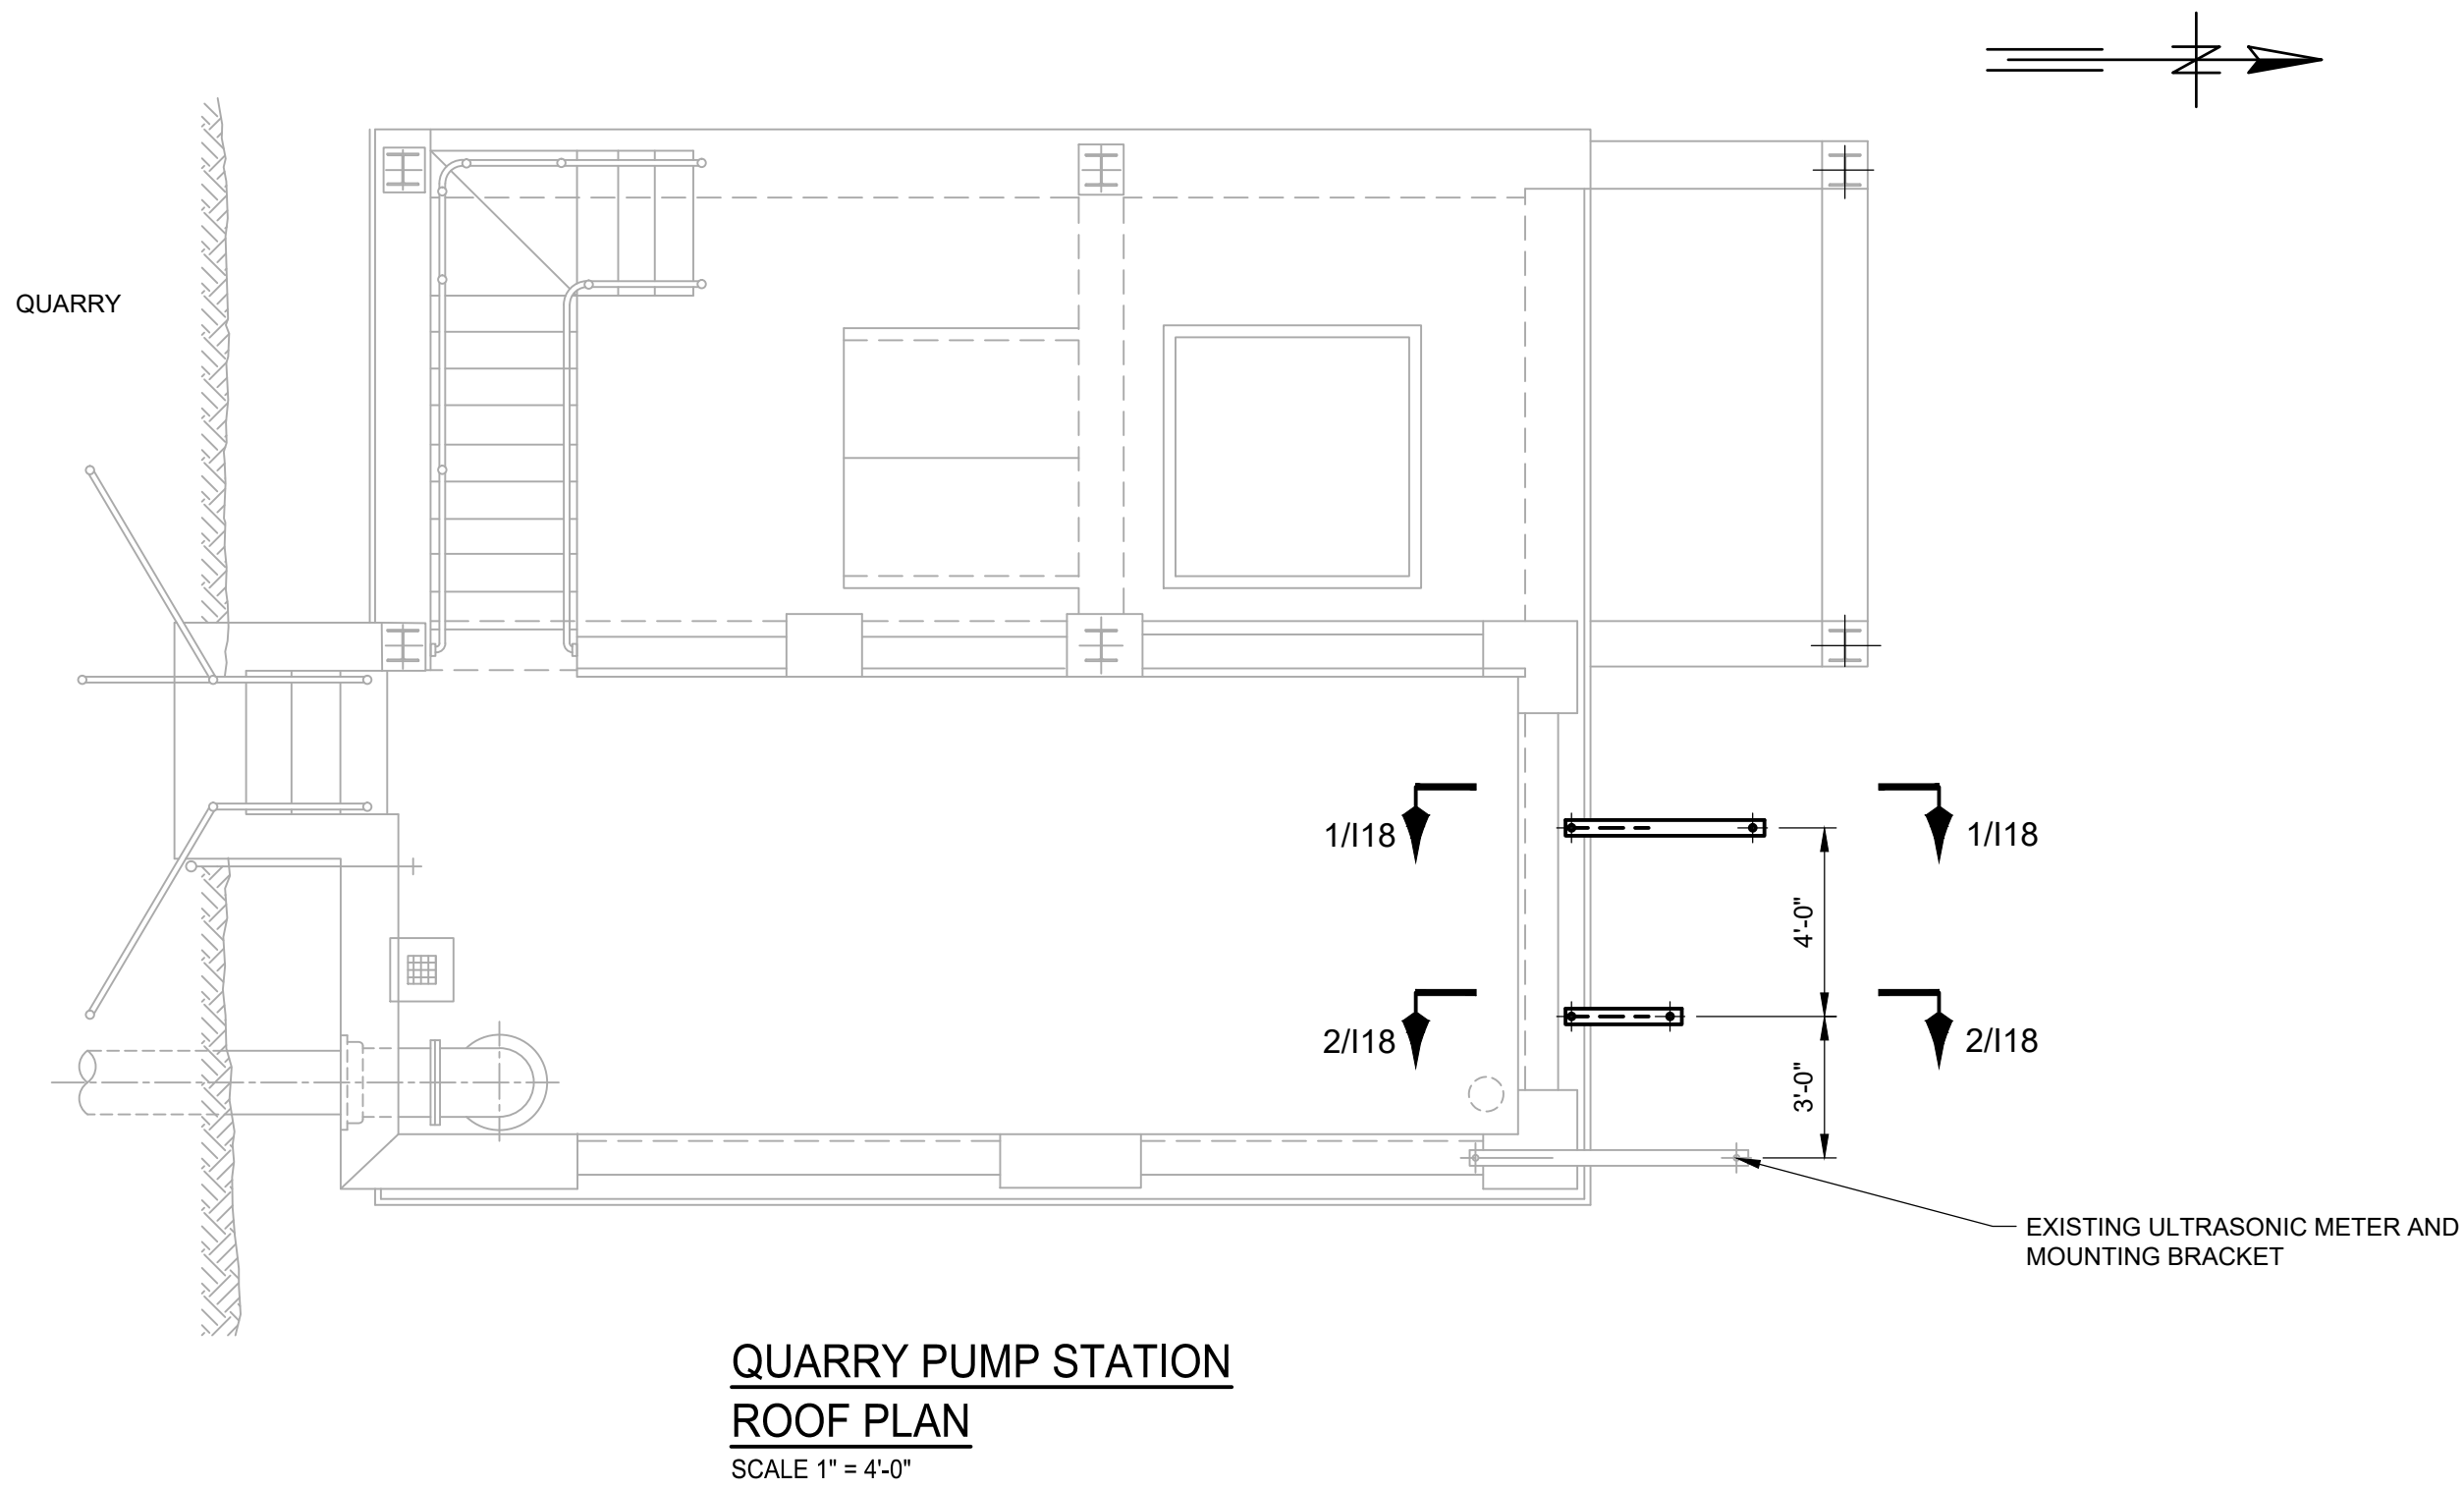 QUARRY
1/I18
1/I18
4'-0"
2/I18
2/I18
3'-0"
EXISTING ULTRASONIC METER AND
MOUNTING BRACKET
QUARRY PUMP STATION
ROOF PLAN
SCALE 1" = 4'-0"